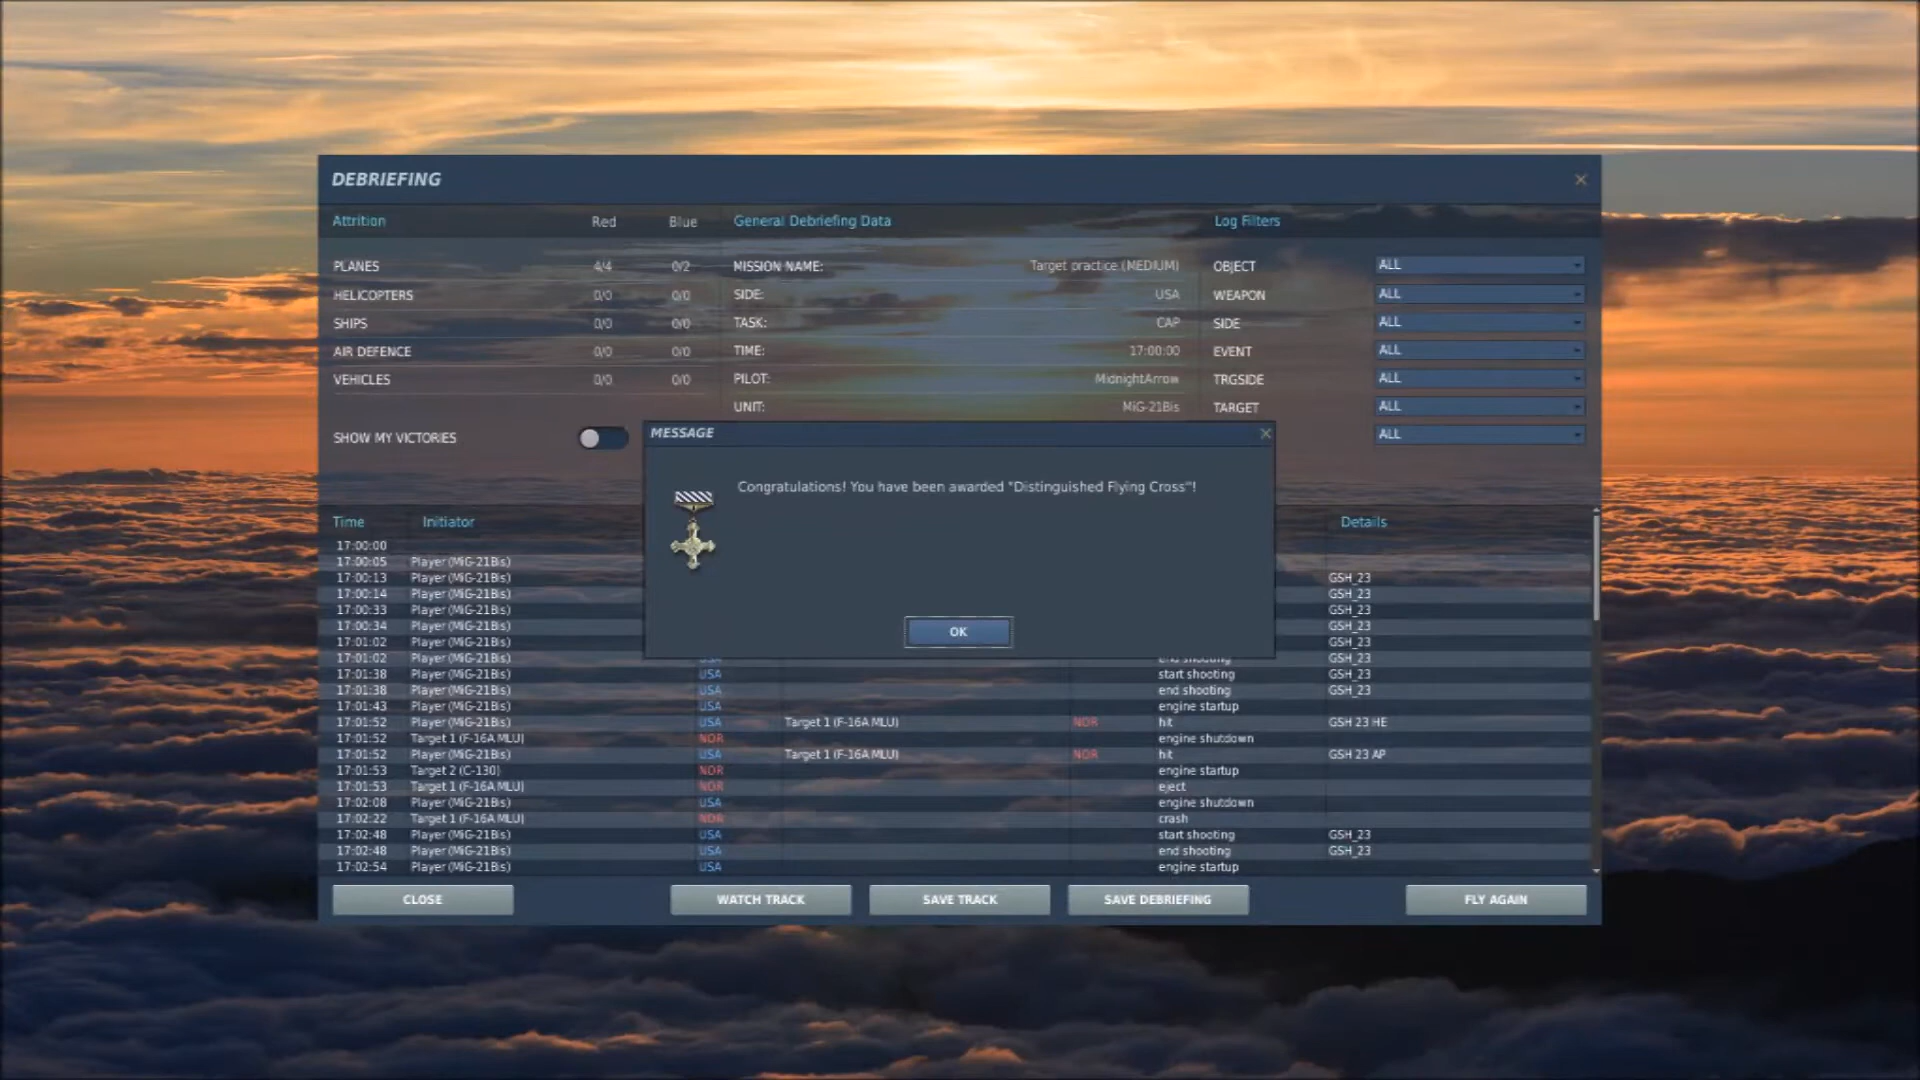 DEBRIEFING
Attrition Red Blue General Debriefing Data Log Filters
PLANES 4/4 0/2 MISSION NAME: Target practice (MEDIUM) OBJECT ALL
HELICOPTERS 0/0 0/0 SIDE: USA WEAPON ALL
SHIPS 0/0 0/0 TASK: CAP SIDE ALL
AIR DEFENCE 0/0 0/0 TIME: 17:00:00 EVENT ALL
VEHICLES 0/0 0/0 PILOT: MidnightArrow TRGSIDE ALL
UNIT: MiG-21Bis TARGET ALL
SHOW MY VICTORIES ALL
MESSAGE
Congratulations! You have been awarded "Distinguished Flying Cross"!
OK
Time Initiator Details
17:00:00
17:00:05 Player (MiG-21Bis)
17:00:13 Player (MiG-21Bis) GSH_23
17:00:14 Player (MiG-21Bis) GSH_23
17:00:33 Player (MiG-21Bis) GSH_23
17:00:34 Player (MiG-21Bis) GSH_23
17:01:02 Player (MiG-21Bis) GSH_23
17:01:02 Player (MiG-21Bis) USA end shooting GSH_23
17:01:38 Player (MiG-21Bis) USA start shooting GSH_23
17:01:38 Player (MiG-21Bis) USA end shooting GSH_23
17:01:43 Player (MiG-21Bis) USA engine startup
17:01:52 Player (MiG-21Bis) USA Target 1 (F-16A MLU) NOR hit GSH 23 HE
17:01:52 Target 1 (F-16A MLU) NOR engine shutdown
17:01:52 Player (MiG-21Bis) USA Target 1 (F-16A MLU) NOR hit GSH 23 AP
17:01:53 Target 2 (C-130) NOR engine startup
17:01:53 Target 1 (F-16A MLU) NOR eject
17:02:08 Player (MiG-21Bis) USA engine shutdown
17:02:22 Target 1 (F-16A MLU) NOR crash
17:02:48 Player (MiG-21Bis) USA start shooting GSH_23
17:02:48 Player (MiG-21Bis) USA end shooting GSH_23
17:02:54 Player (MiG-21Bis) USA engine startup
CLOSE WATCH TRACK SAVE TRACK SAVE DEBRIEFING FLY AGAIN